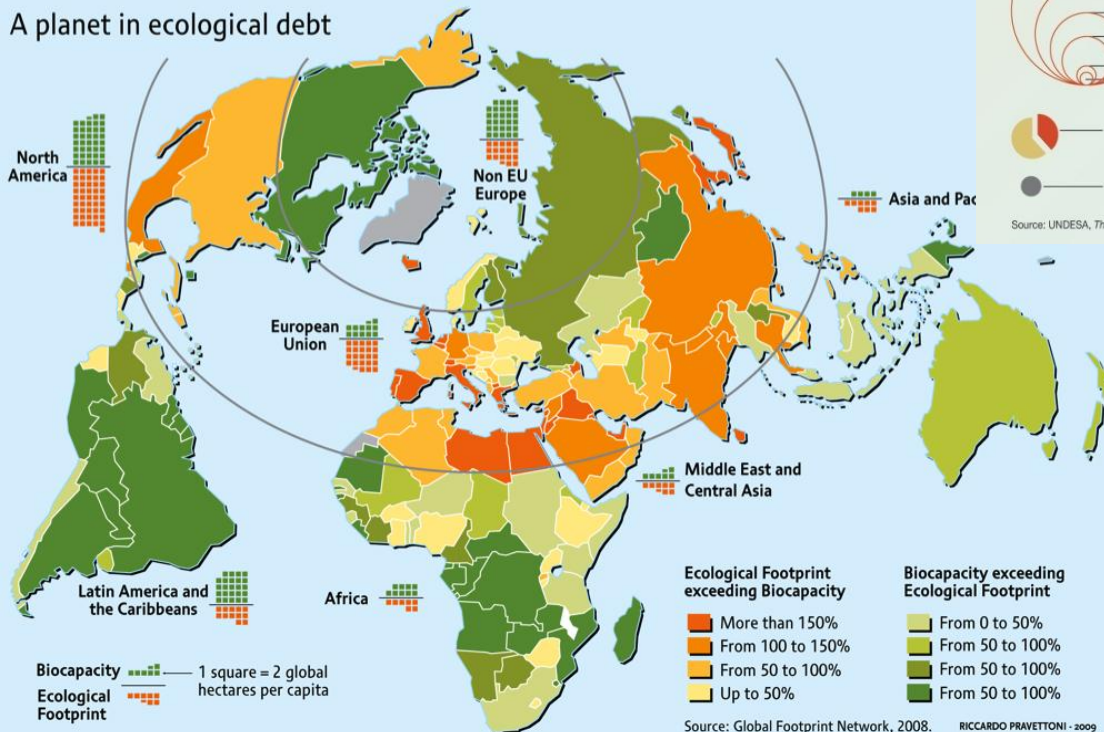 A planet in ecological debt
North
America
Non EU
Europe
Asia and
Source: UNDESA,
European
Union
Middle East and
Central Asia
Latin America and
the Caribbeans
Africa
Biocapacity
Ecological
Footprint
1 square = 2 global
hectares per capita
Ecological Footprint
exceeding Biocapacity
More than 150%
From 100 to 150%
From 50 to 100%
Up to 50%
Biocapacity exceeding
Ecological Footprint
From 0 to 50%
From 50 to 100%
From 50 to 100%
From 50 to 100%
Source: Global Footprint Network, 2008.
RICCARDO PRAVETTONI - 2009